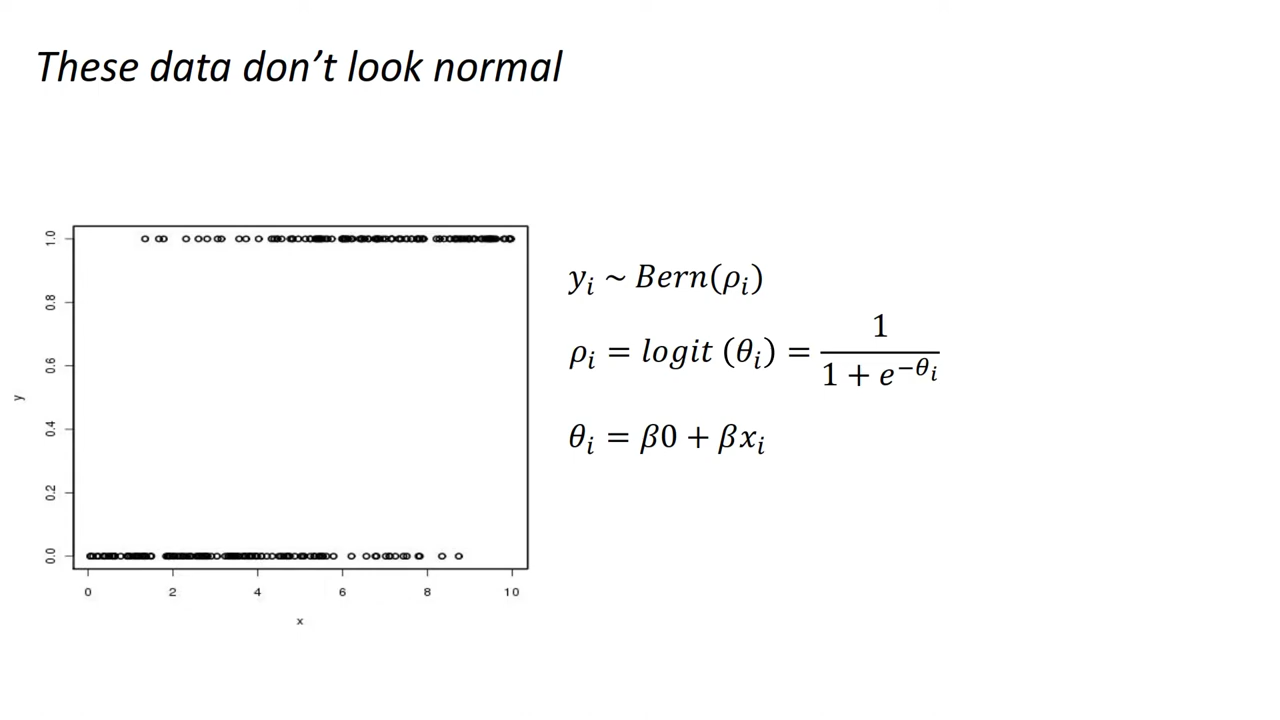 These data don’t look normal
1.0
0.8
0.6
0.4
0.2
0.0
y
0 2 4 6 8 10
x
yᵢ ~ Bern(ρᵢ)
ρᵢ = logit (θᵢ) = 1 / (1 + e^(−θᵢ))
θᵢ = β0 + βxᵢ